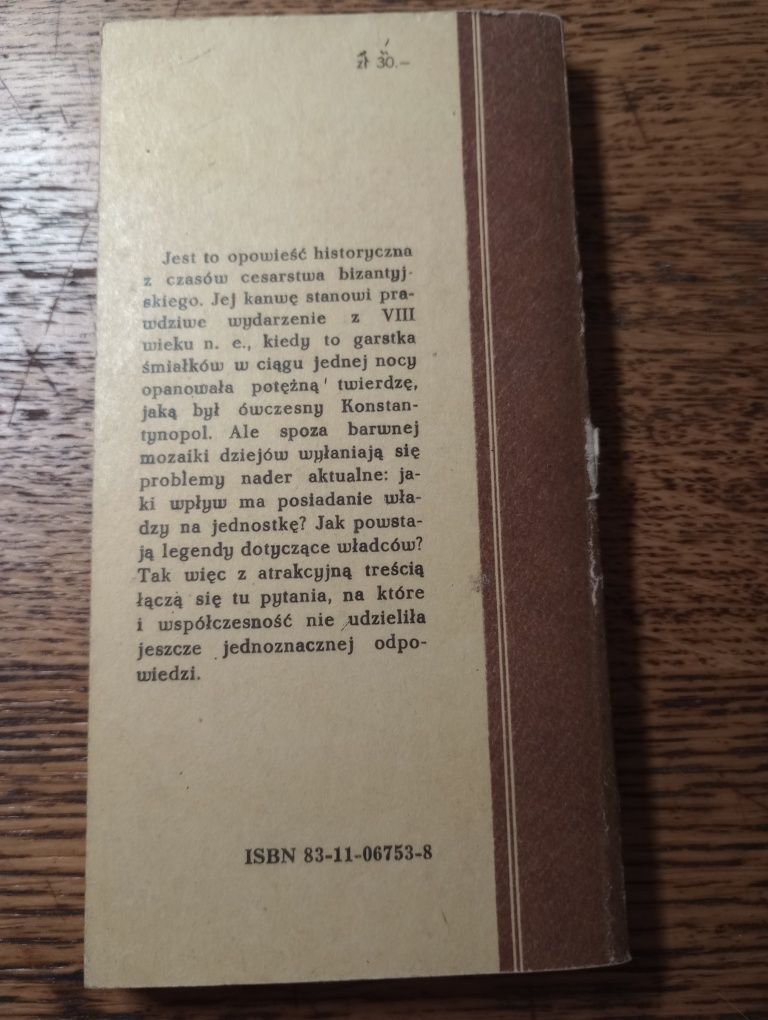 zł 30.–
Jest to opowieść historyczna
z czasów cesarstwa bizantyj-
skiego. Jej kanwę stanowi pra-
wdziwe wydarzenie z VIII
wieku n. e., kiedy to garstka
śmiałków w ciągu jednej nocy
opanowała potężną twierdzę,
jaką był ówczesny Konstan-
tynopol. Ale spoza barwnej
mozaiki dziejów wyłaniają się
problemy nader aktualne: ja-
ki wpływ ma posiadanie wła-
dzy na jednostkę? Jak powsta-
ją legendy dotyczące władców?
Tak więc z atrakcyjną treścią
łączą się tu pytania, na które
i współczesność nie udzieliła
jeszcze jednoznacznej odpo-
wiedzi.
ISBN 83-11-06753-8